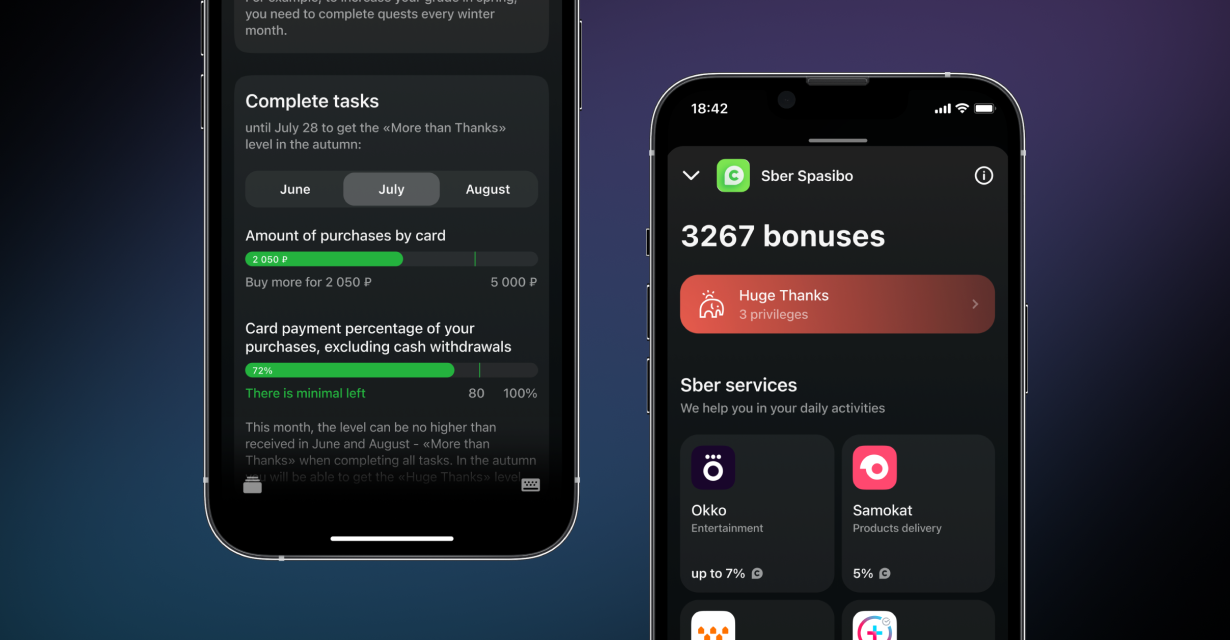 For example, to increase your grade in spring,
you need to complete quests every winter
month.
Complete tasks
until July 28 to get the «More than Thanks»
level in the autumn:
June
July
August
Amount of purchases by card
2 050 ₽
Buy more for 2 050 ₽
5 000 ₽
Card payment percentage of your
purchases, excluding cash withdrawals
72%
There is minimal left
80
100%
This month, the level can be no higher than
received in June and August - «More than
Thanks» when completing all tasks. In the autumn
you will be able to get the «Huge Thanks» level
18:42
Sber Spasibo
3267 bonuses
Huge Thanks
3 privileges
Sber services
We help you in your daily activities
Okko
Entertainment
up to 7%
Samokat
Products delivery
5%